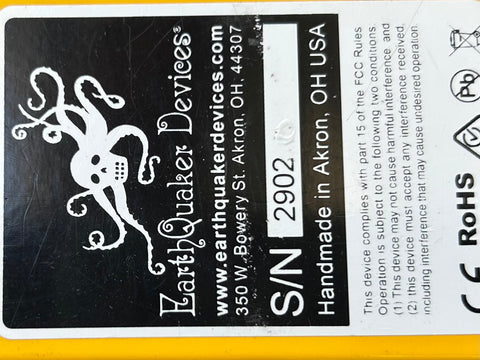 EarthQuaker Devices®
www.earthquakerdevices.com
350 W. Bowery St. Akron, OH. 44307
S/N 2902
Handmade in Akron, OH USA
This device complies with part 15 of the FCC Rules
Operation is subject to the following two conditions
(1) This device may not cause harmful interference and
(2) this device must accept any interference received,
including interference that may cause undesired operation.
CE RoHS
Pb